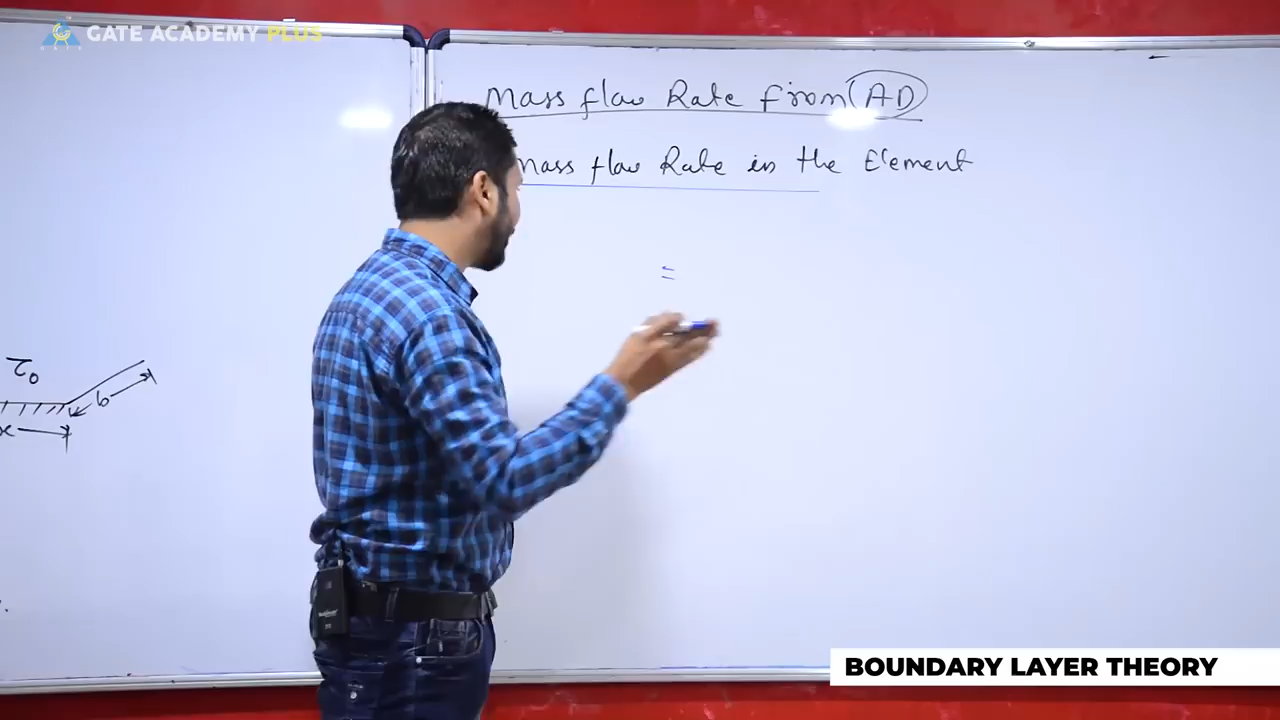 GATE ACADEMY PLUS
Mass flow Rate from (AD)
Mass flow Rate in the Element
=
τ₀
b
x
BOUNDARY LAYER THEORY